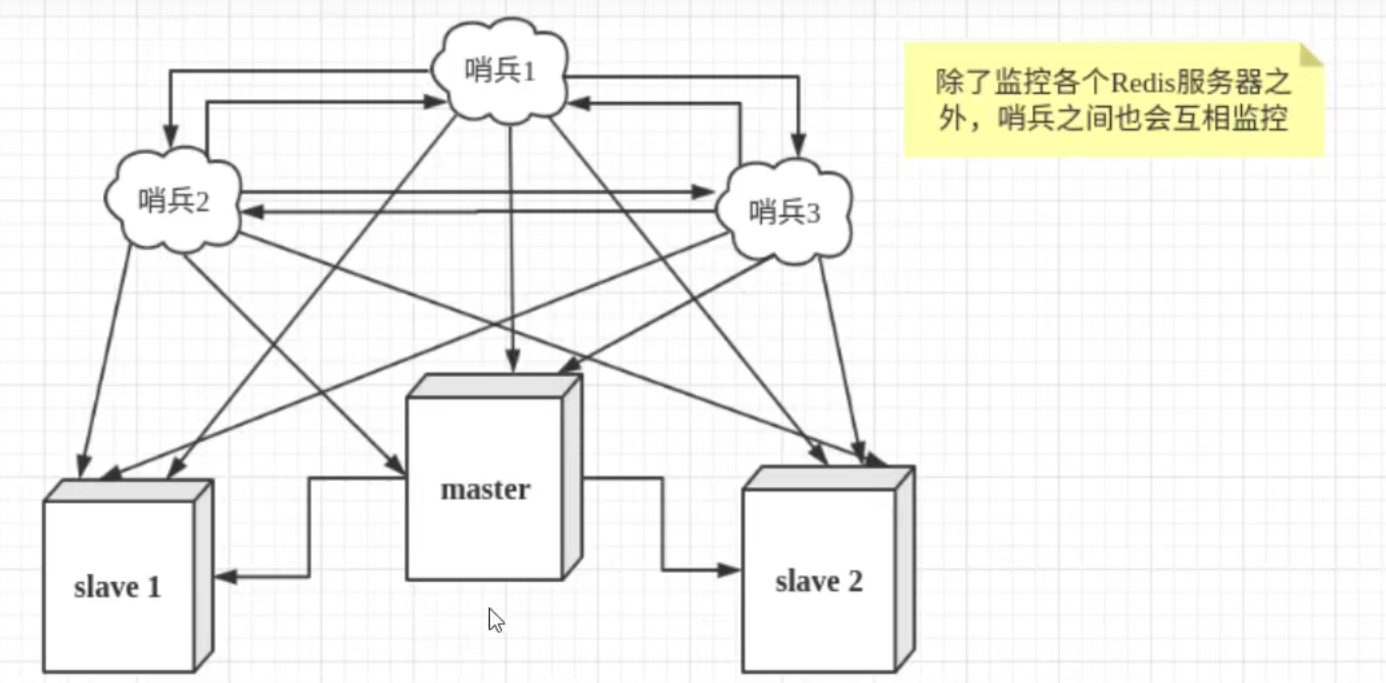 哨兵1
除了监控各个Redis服务器之
外，哨兵之间也会互相监控
哨兵2
哨兵3
master
slave 1
slave 2